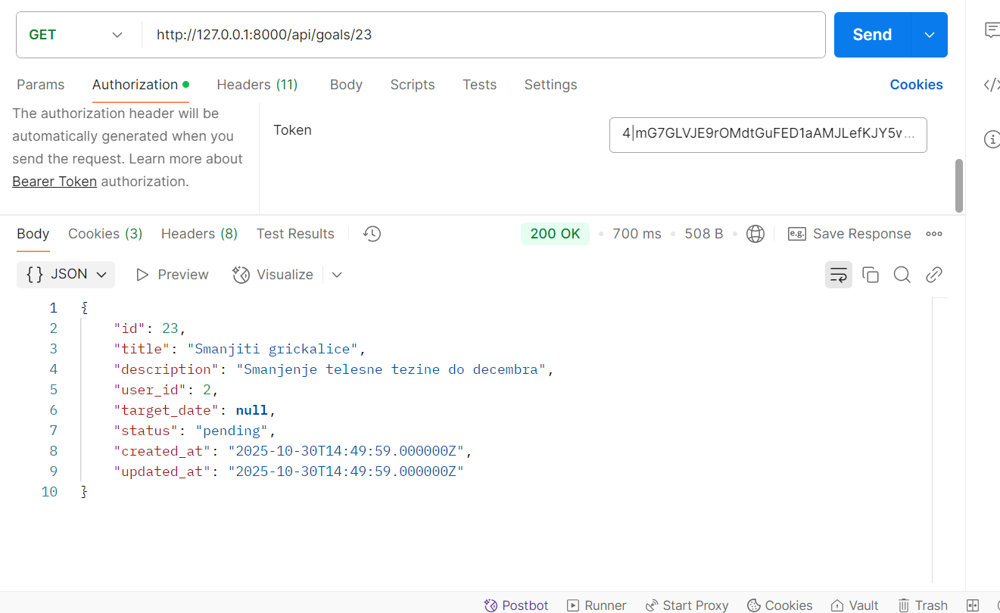 GET http://127.0.0.1:8000/api/goals/23 Send
Params Authorization Headers (11) Body Scripts Tests Settings Cookies
The authorization header will be
automatically generated when you
send the request. Learn more about
Bearer Token authorization.
Token 4|mG7GLVJE9rOMdtGuFED1aAMJLefKJY5v...
Body Cookies (3) Headers (8) Test Results 200 OK 700 ms 508 B e.g. Save Response
{} JSON Preview Visualize
1 {
2 "id": 23,
3 "title": "Smanjiti grickalice",
4 "description": "Smanjenje telesne tezine do decembra",
5 "user_id": 2,
6 "target_date": null,
7 "status": "pending",
8 "created_at": "2025-10-30T14:49:59.000000Z",
9 "updated_at": "2025-10-30T14:49:59.000000Z"
10 }
Postbot Runner Start Proxy Cookies Vault Trash